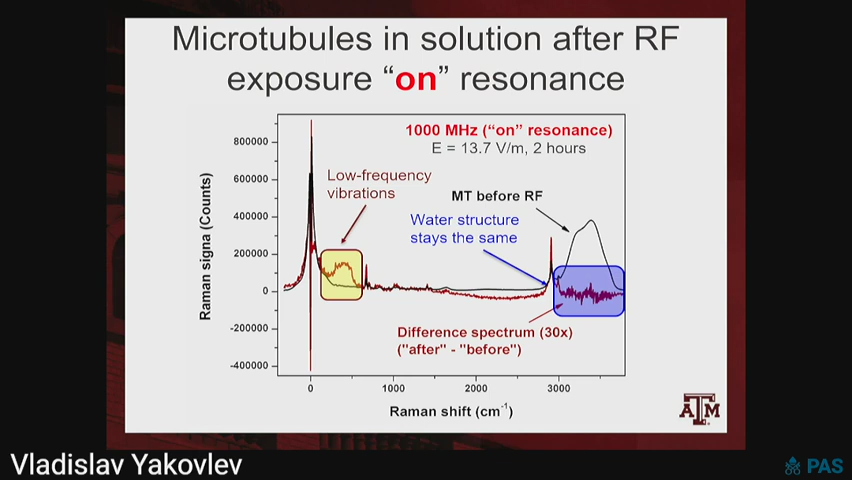 Microtubules in solution after RF
exposure “on” resonance
1000 MHz (“on” resonance)
E = 13.7 V/m, 2 hours
Low-frequency
vibrations
MT before RF
Water structure
stays the same
Difference spectrum (30x)
("after" - "before")
Raman signa (Counts)
800000
600000
400000
200000
0
-200000
-400000
0
1000
2000
3000
Raman shift (cm-1)
ATM
Vladislav Yakovlev
PAS